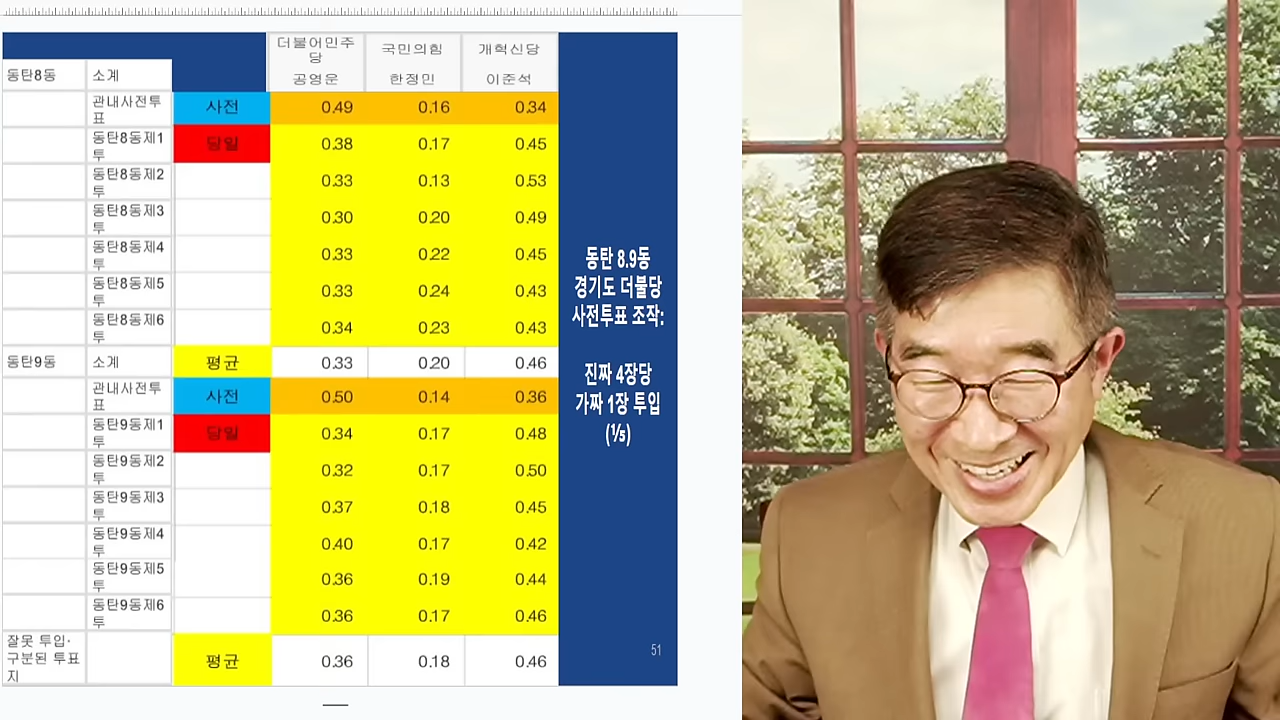 더불어민주
당
국민의힘
개혁신당
동탄8동 소계 공영운 한정민 이준석
관내사전투
표 사전 0.49 0.16 0.34
동탄8동제1
투 당일 0.38 0.17 0.45
동탄8동제2
투 0.33 0.13 0.53
동탄8동제3
투 0.30 0.20 0.49
동탄8동제4
투 0.33 0.22 0.45
동탄8동제5
투 0.33 0.24 0.43
동탄8동제6
투 0.34 0.23 0.43
동탄9동 소계 평균 0.33 0.20 0.46
관내사전투
표 사전 0.50 0.14 0.36
동탄9동제1
투 당일 0.34 0.17 0.48
동탄9동제2
투 0.32 0.17 0.50
동탄9동제3
투 0.37 0.18 0.45
동탄9동제4
투 0.40 0.17 0.42
동탄9동제5
투 0.36 0.19 0.44
동탄9동제6
투 0.36 0.17 0.46
잘못 투입·
구분된 투표
지 평균 0.36 0.18 0.46
동탄 8.9동
경기도 더불당
사전투표 조작:
진짜 4장당
가짜 1장 투입
(⅕)
51